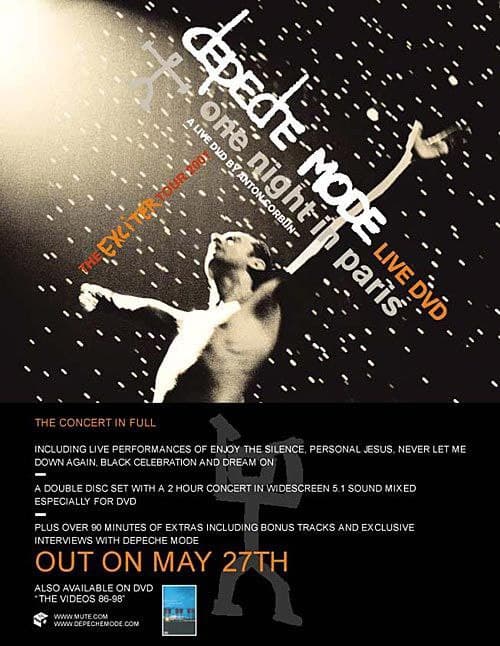 depeche MODE
one night in paris
LIVE DVD
A LIVE DVD BY ANTON CORBIJN
THE EXCITER TOUR 2001
THE CONCERT IN FULL
INCLUDING LIVE PERFORMANCES OF ENJOY THE SILENCE, PERSONAL JESUS, NEVER LET ME
DOWN AGAIN, BLACK CELEBRATION AND DREAM ON
A DOUBLE DISC SET WITH A 2 HOUR CONCERT IN WIDESCREEN 5.1 SOUND MIXED
ESPECIALLY FOR DVD
PLUS OVER 90 MINUTES OF EXTRAS INCLUDING BONUS TRACKS AND EXCLUSIVE
INTERVIEWS WITH DEPECHE MODE
OUT ON MAY 27TH
ALSO AVAILABLE ON DVD
"THE VIDEOS 86-98"
WWW.MUTE.COM
WWW.DEPECHEMODE.COM